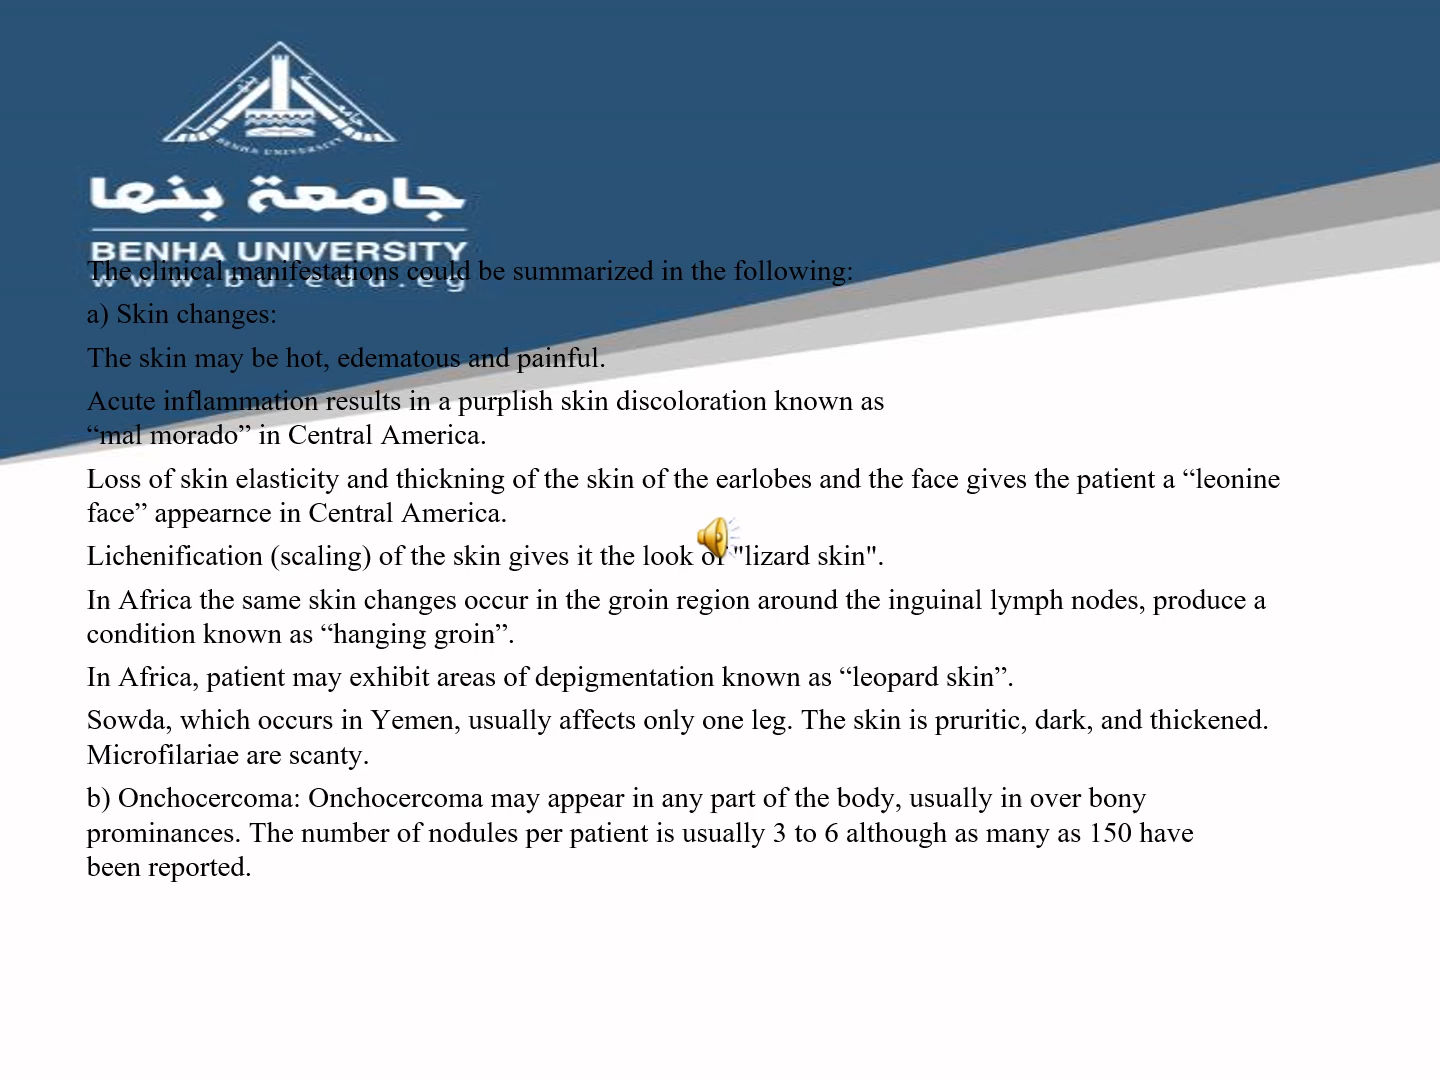 BENHA UNIVERSITY
جامعة بنها
BENHA UNIVERSITY
www.bu.edu.eg
The clinical manifestations could be summarized in the following:
a) Skin changes:
The skin may be hot, edematous and painful.
Acute inflammation results in a purplish skin discoloration known as
“mal morado” in Central America.
Loss of skin elasticity and thickning of the skin of the earlobes and the face gives the patient a “leonine
face” appearnce in Central America.
Lichenification (scaling) of the skin gives it the look of "lizard skin".
In Africa the same skin changes occur in the groin region around the inguinal lymph nodes, produce a
condition known as “hanging groin”.
In Africa, patient may exhibit areas of depigmentation known as “leopard skin”.
Sowda, which occurs in Yemen, usually affects only one leg. The skin is pruritic, dark, and thickened.
Microfilariae are scanty.
b) Onchocercoma: Onchocercoma may appear in any part of the body, usually in over bony
prominances. The number of nodules per patient is usually 3 to 6 although as many as 150 have
been reported.